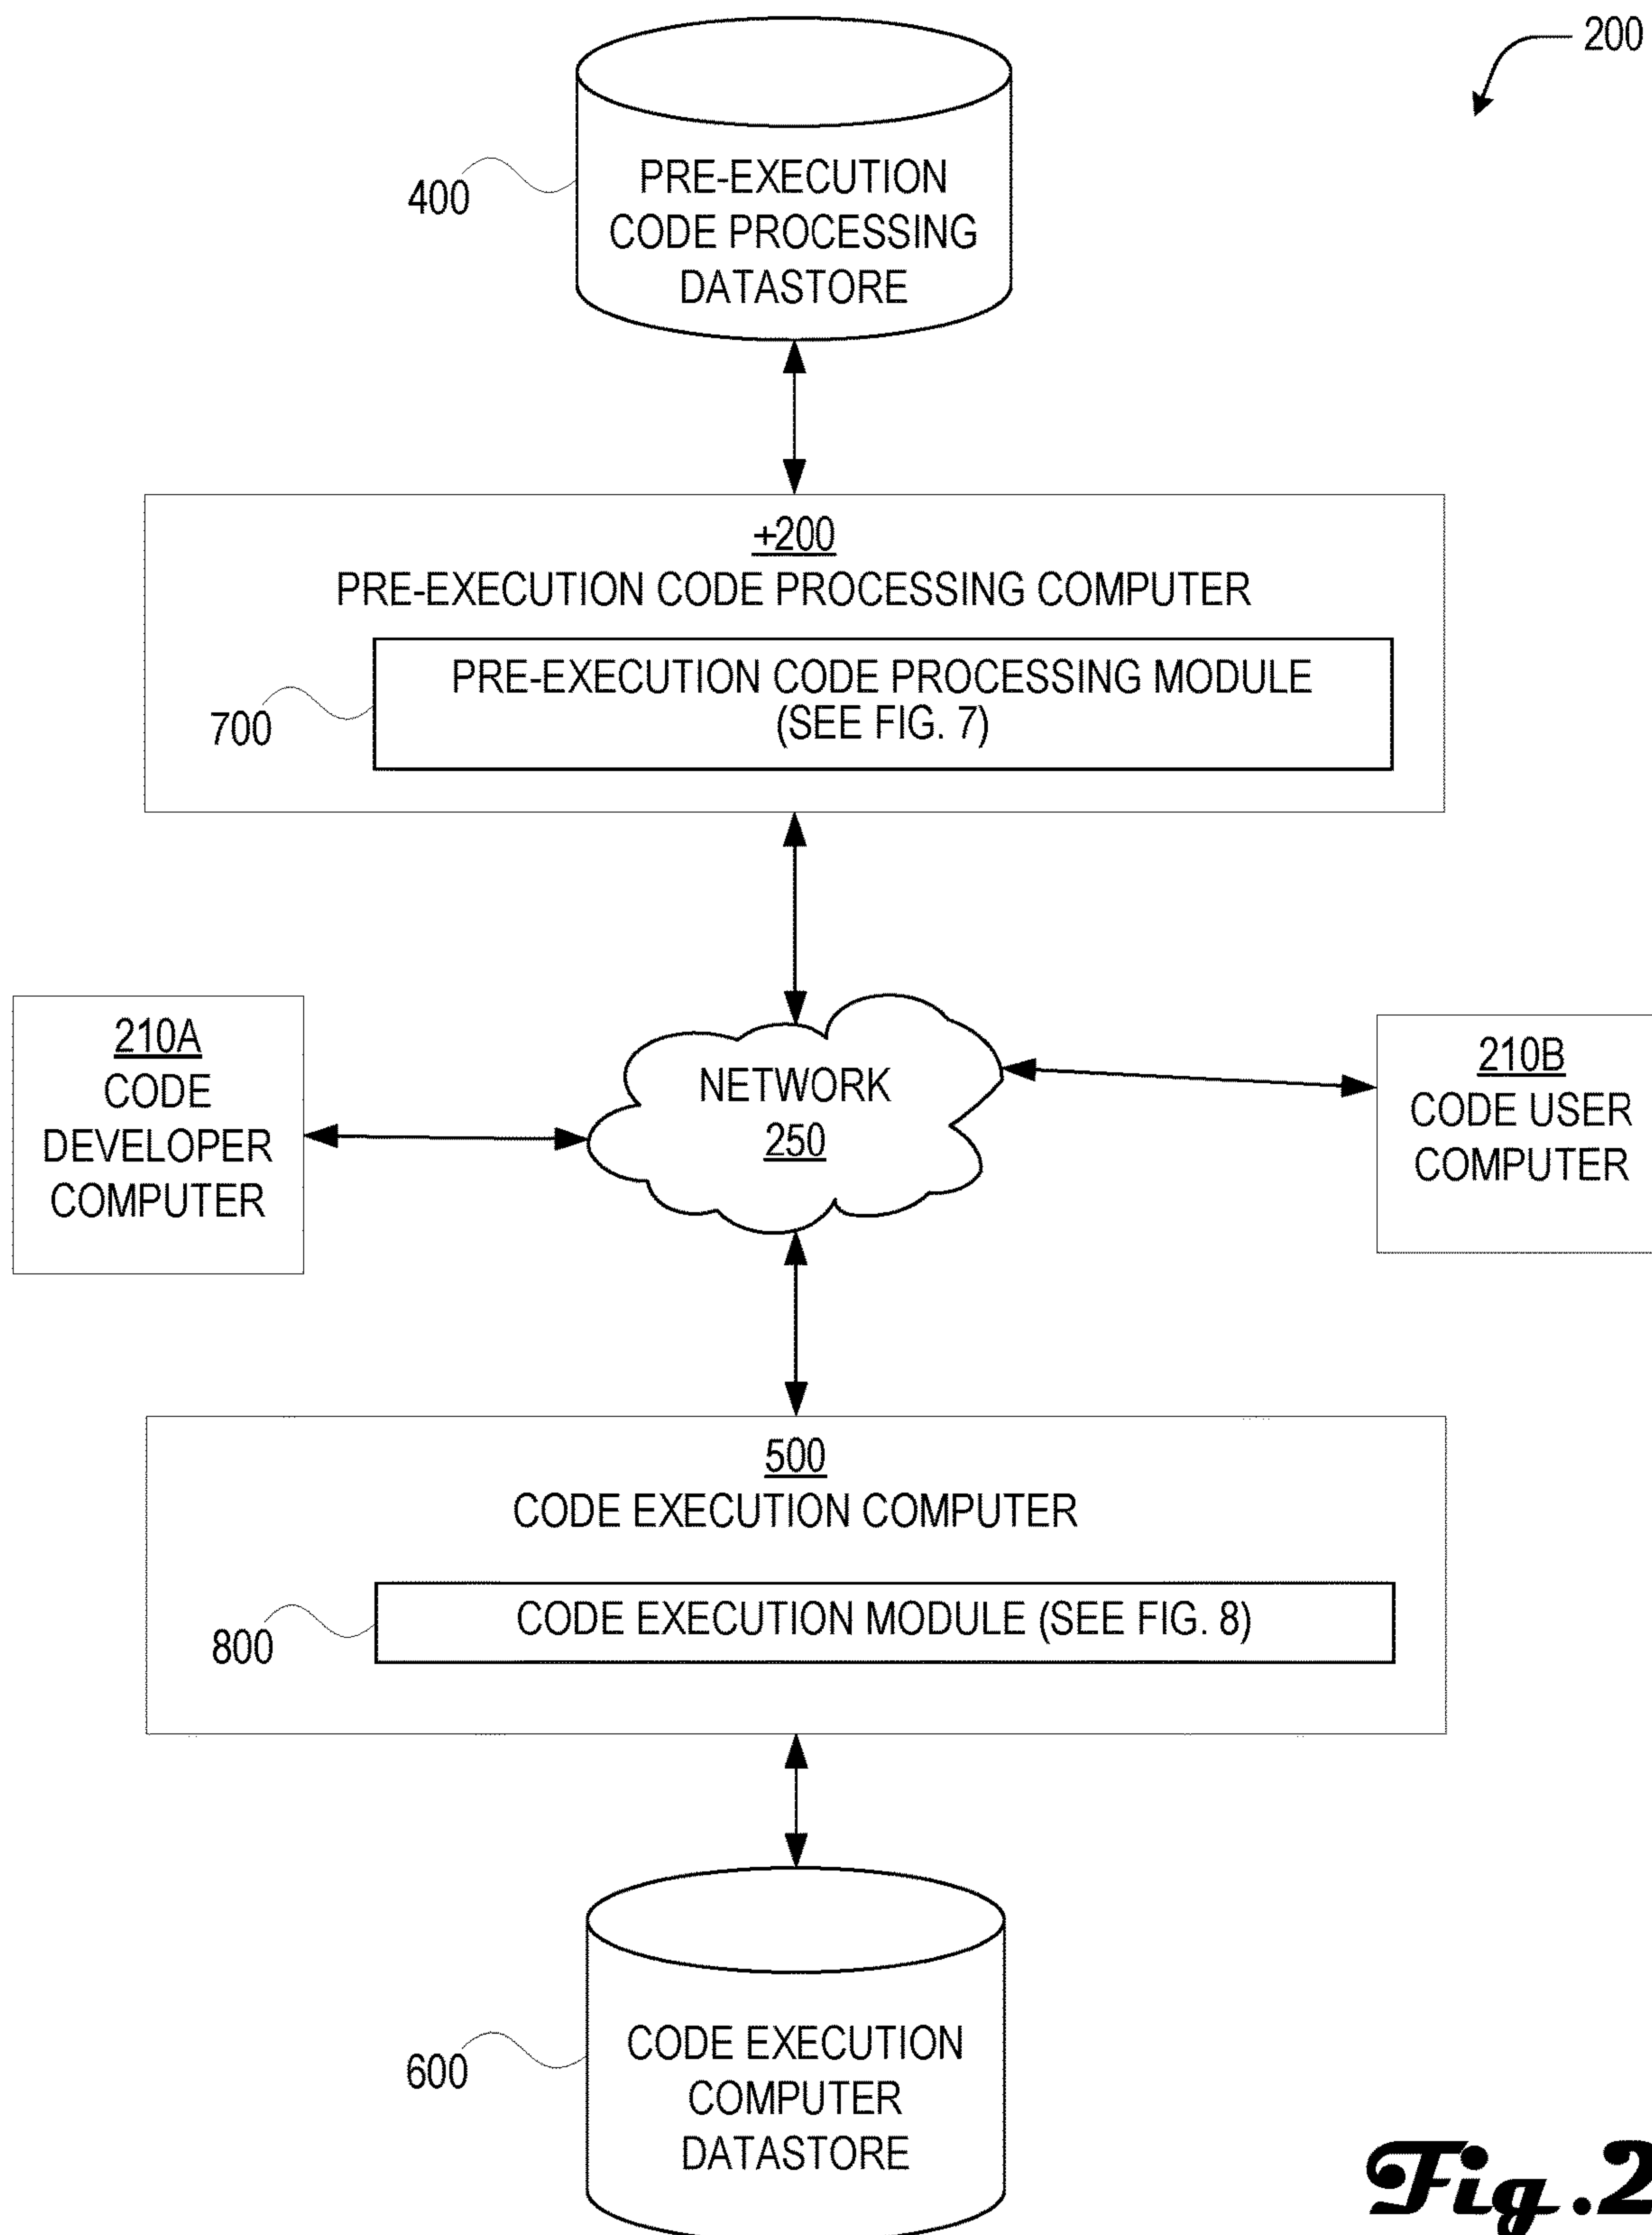 200
400
PRE-EXECUTION
CODE PROCESSING
DATASTORE
+200
PRE-EXECUTION CODE PROCESSING COMPUTER
700
PRE-EXECUTION CODE PROCESSING MODULE
(SEE FIG. 7)
210A
CODE
DEVELOPER
COMPUTER
NETWORK
250
210B
CODE USER
COMPUTER
500
CODE EXECUTION COMPUTER
800
CODE EXECUTION MODULE (SEE FIG. 8)
600
CODE EXECUTION
COMPUTER
DATASTORE
Fig.2